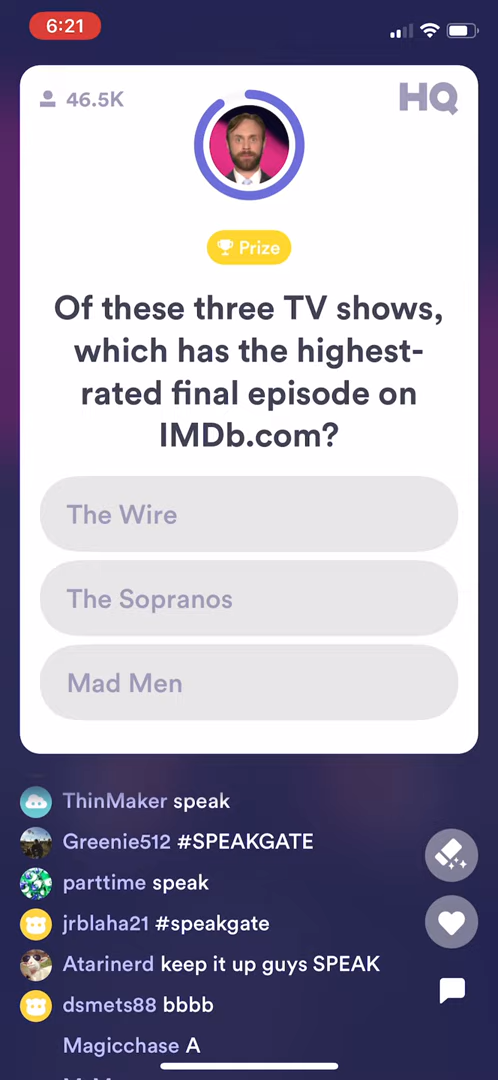 6:21
46.5K
HQ
Prize
Of these three TV shows,
which has the highest-
rated final episode on
IMDb.com?
The Wire
The Sopranos
Mad Men
ThinMaker speak
Greenie512 #SPEAKGATE
parttime speak
jrblaha21 #speakgate
Atarinerd keep it up guys SPEAK
dsmets88 bbbb
Magicchase A